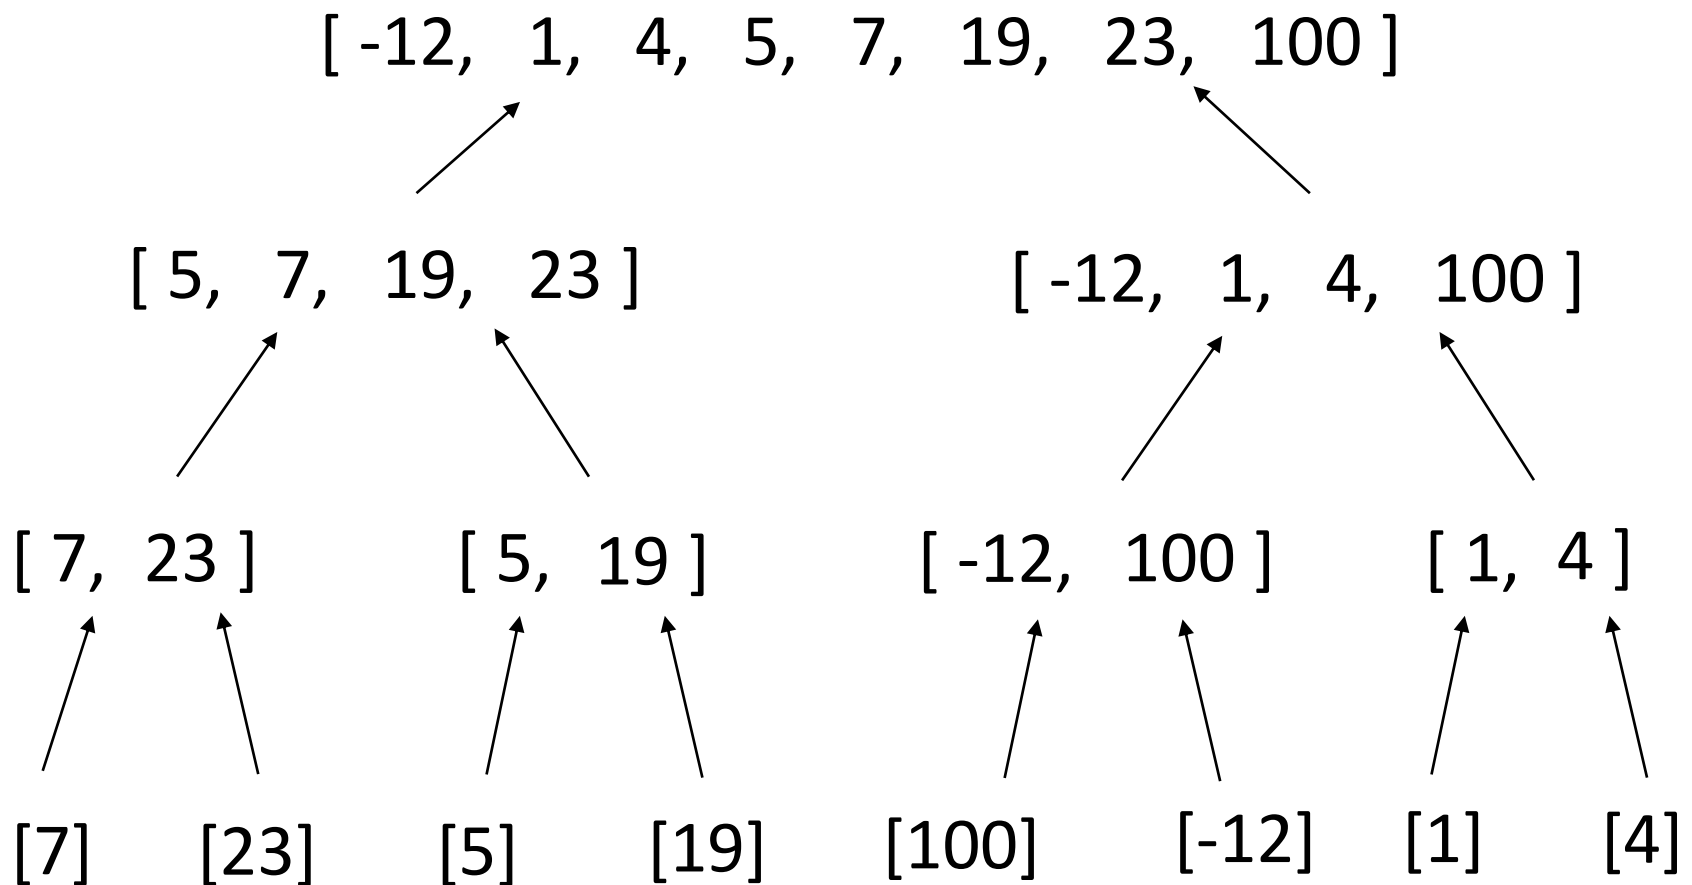 [ -12, 1, 4, 5, 7, 19, 23, 100 ]
[ 5, 7, 19, 23 ] [ -12, 1, 4, 100 ]
[ 7, 23 ] [ 5, 19 ] [ -12, 100 ] [ 1, 4 ]
[7] [23] [5] [19] [100] [-12] [1] [4]